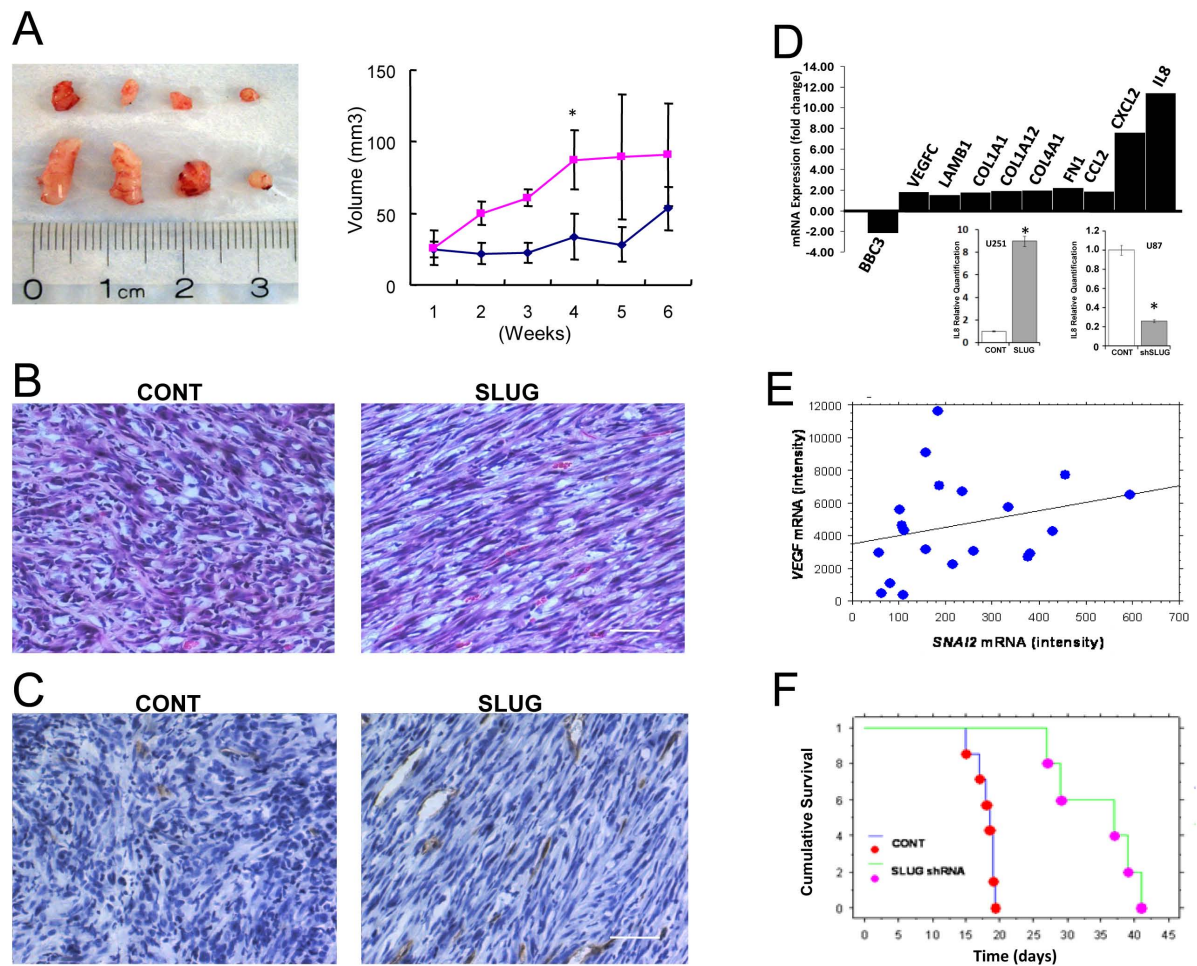 A
0 1 cm 2 3
150
100
50
0
Volume (mm3)
*
1 2 3 4 5 6
(Weeks)
B
CONT
SLUG
C
CONT
SLUG
D
mRNA Expression (fold change)
14.00
12.00
10.00
8.00
6.00
4.00
2.00
0.00
-2.00
-4.00
BBC3
VEGFC
LAMB1
COL1A1
COL1A12
COL4A1
FN1
CCL2
CXCL2
IL8
IL8 Relative Quantification
10
8
6
4
2
0
U251
*
CONT SLUG
IL8 Relative Quantification
1.2
1.0
0.8
0.6
0.4
0.2
0
U87
*
CONT shSLUG
E
VEGF mRNA (intensity)
12000
10000
8000
6000
4000
2000
0
0 100 200 300 400 500 600 700
SNAI2 mRNA (intensity)
F
Cumulative Survival
1
8
6
4
2
0
CONT
SLUG shRNA
0 5 10 15 20 25 30 35 40 45
Time (days)